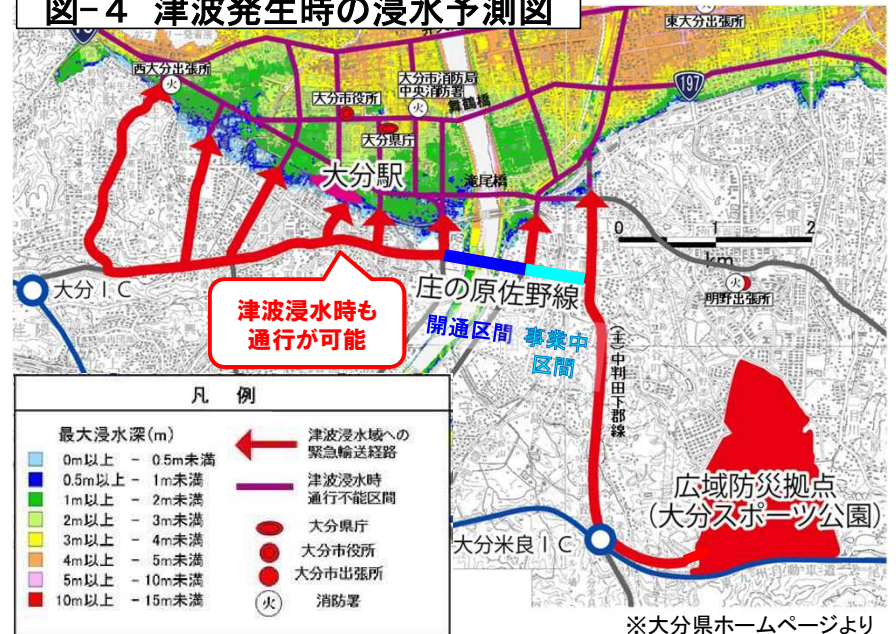 図-4 津波発生時の浸水予測図
東大分出張所
西大分出張所
火
大分市消防局
中央消防署
火
舞鶴橋
大分市役所
大分県庁
197
大分駅
滝尾橋
0 1 2
km
大分IC
庄の原佐野線
火
明野出張所
津波浸水時も
通行が可能
開通区間
事業中
区間
(主)中判田下郡線
凡 例
最大浸水深(m)
0m以上 - 0.5m未満
0.5m以上 - 1m未満
1m以上 - 2m未満
2m以上 - 3m未満
3m以上 - 4m未満
4m以上 - 5m未満
5m以上 - 10m未満
10m以上 - 15m未満
津波浸水域への
緊急輸送経路
津波浸水時
通行不能区間
大分県庁
大分市役所
大分市出張所
火 消防署
広域防災拠点
(大分スポーツ公園)
大分米良IC
※大分県ホームページより